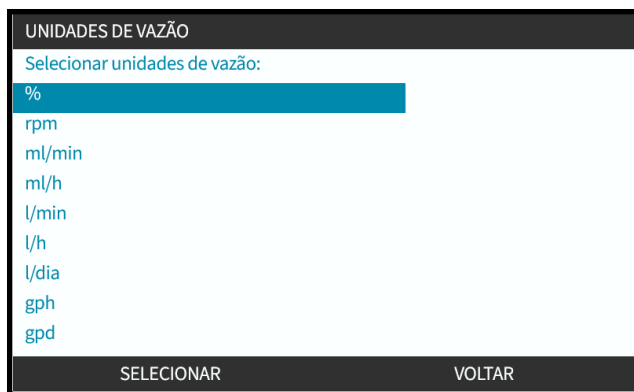 UNIDADES DE VAZÃO
Selecionar unidades de vazão:
%
rpm
ml/min
ml/h
l/min
l/h
l/dia
gph
gpd
SELECIONAR VOLTAR